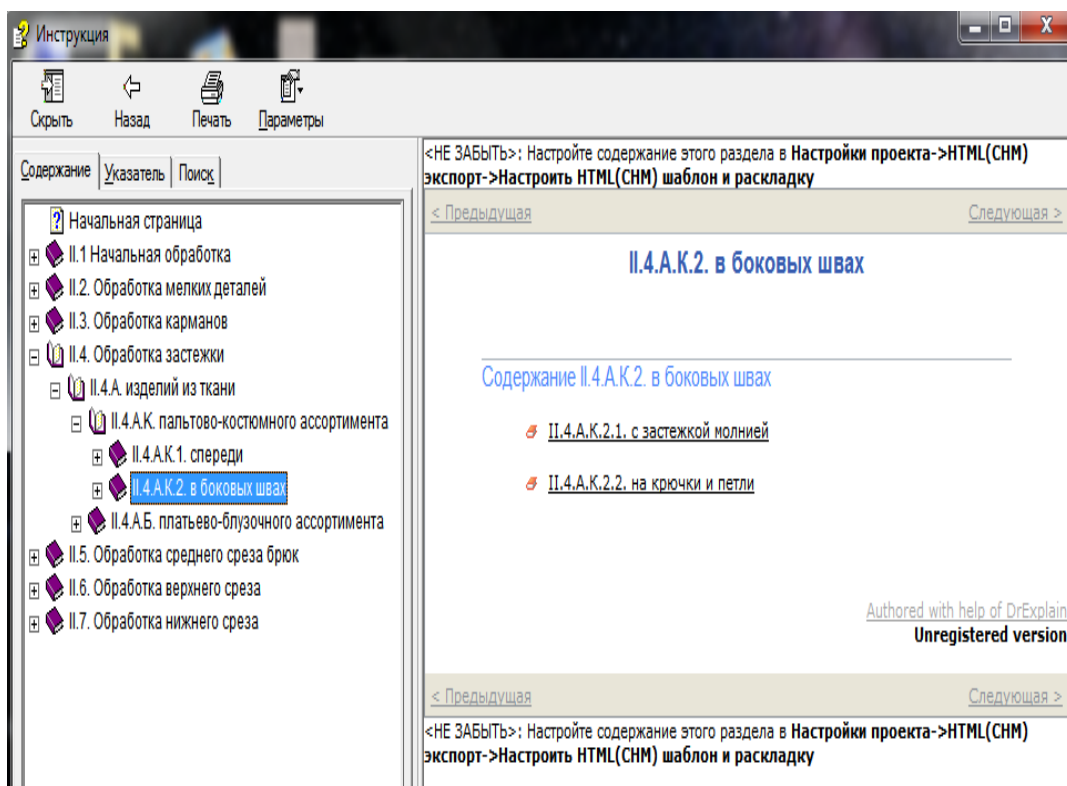 Инструкция
Скрыть Назад Печать Параметры
Содержание Указатель Поиск
Начальная страница
II.1 Начальная обработка
II.2. Обработка мелких деталей
II.3. Обработка карманов
II.4. Обработка застежки
II.4.А. изделий из ткани
II.4.А.К. пальтово-костюмного ассортимента
II.4.А.К.1. спереди
II.4.А.К.2. в боковых швах
II.4.А.Б. платьево-блузочного ассортимента
II.5. Обработка среднего среза брюк
II.6. Обработка верхнего среза
II.7. Обработка нижнего среза
<НЕ ЗАБЫТЬ>: Настройте содержание этого раздела в Настройки проекта->HTML(CHM)
экспорт->Настроить HTML(CHM) шаблон и раскладку
< Предыдущая Следующая >
II.4.А.К.2. в боковых швах
Содержание II.4.А.К.2. в боковых швах
II.4.А.К.2.1. с застежкой молнией
II.4.А.К.2.2. на крючки и петли
Authored with help of DrExplain
Unregistered version
< Предыдущая Следующая >
<НЕ ЗАБЫТЬ>: Настройте содержание этого раздела в Настройки проекта->HTML(CHM)
экспорт->Настроить HTML(CHM) шаблон и раскладку